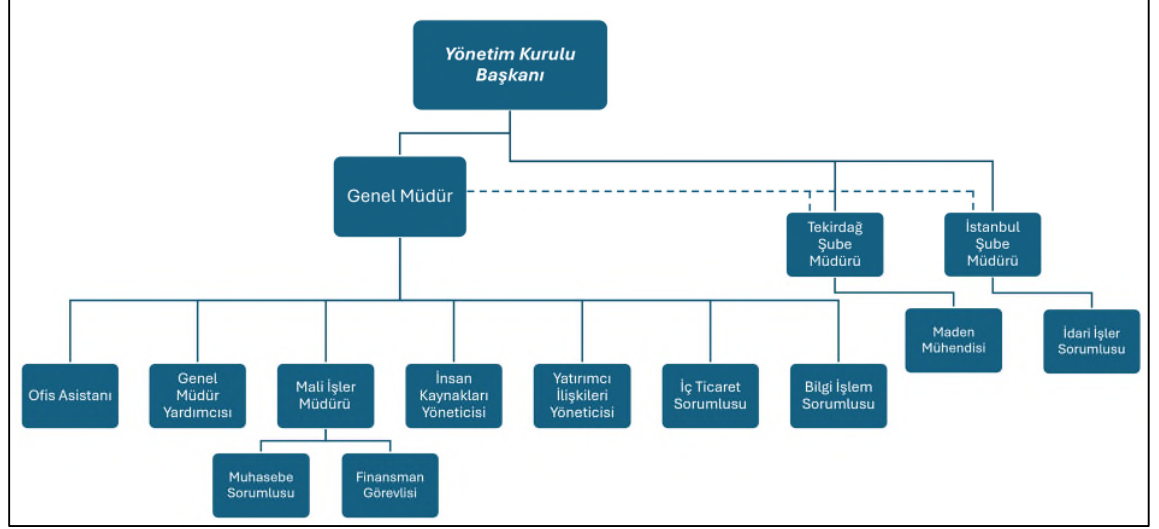 Yönetim Kurulu
Başkanı
Genel Müdür
Tekirdağ
Şube
Müdürü
İstanbul
Şube
Müdürü
Maden
Mühendisi
İdari İşler
Sorumlusu
Ofis Asistanı
Genel
Müdür
Yardımcısı
Mali İşler
Müdürü
İnsan
Kaynakları
Yöneticisi
Yatırımcı
İlişkileri
Yöneticisi
İç Ticaret
Sorumlusu
Bilgi İşlem
Sorumlusu
Muhasebe
Sorumlusu
Finansman
Görevlisi